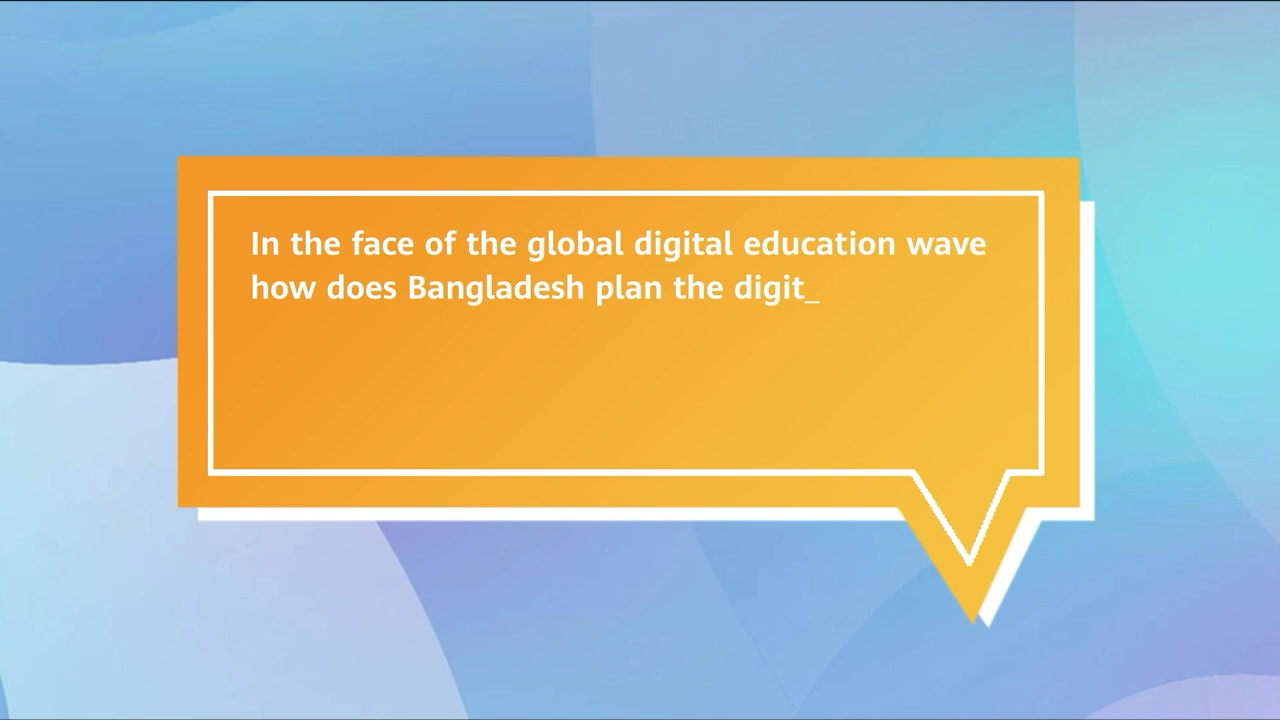 In the face of the global digital education wave
how does Bangladesh plan the digit_